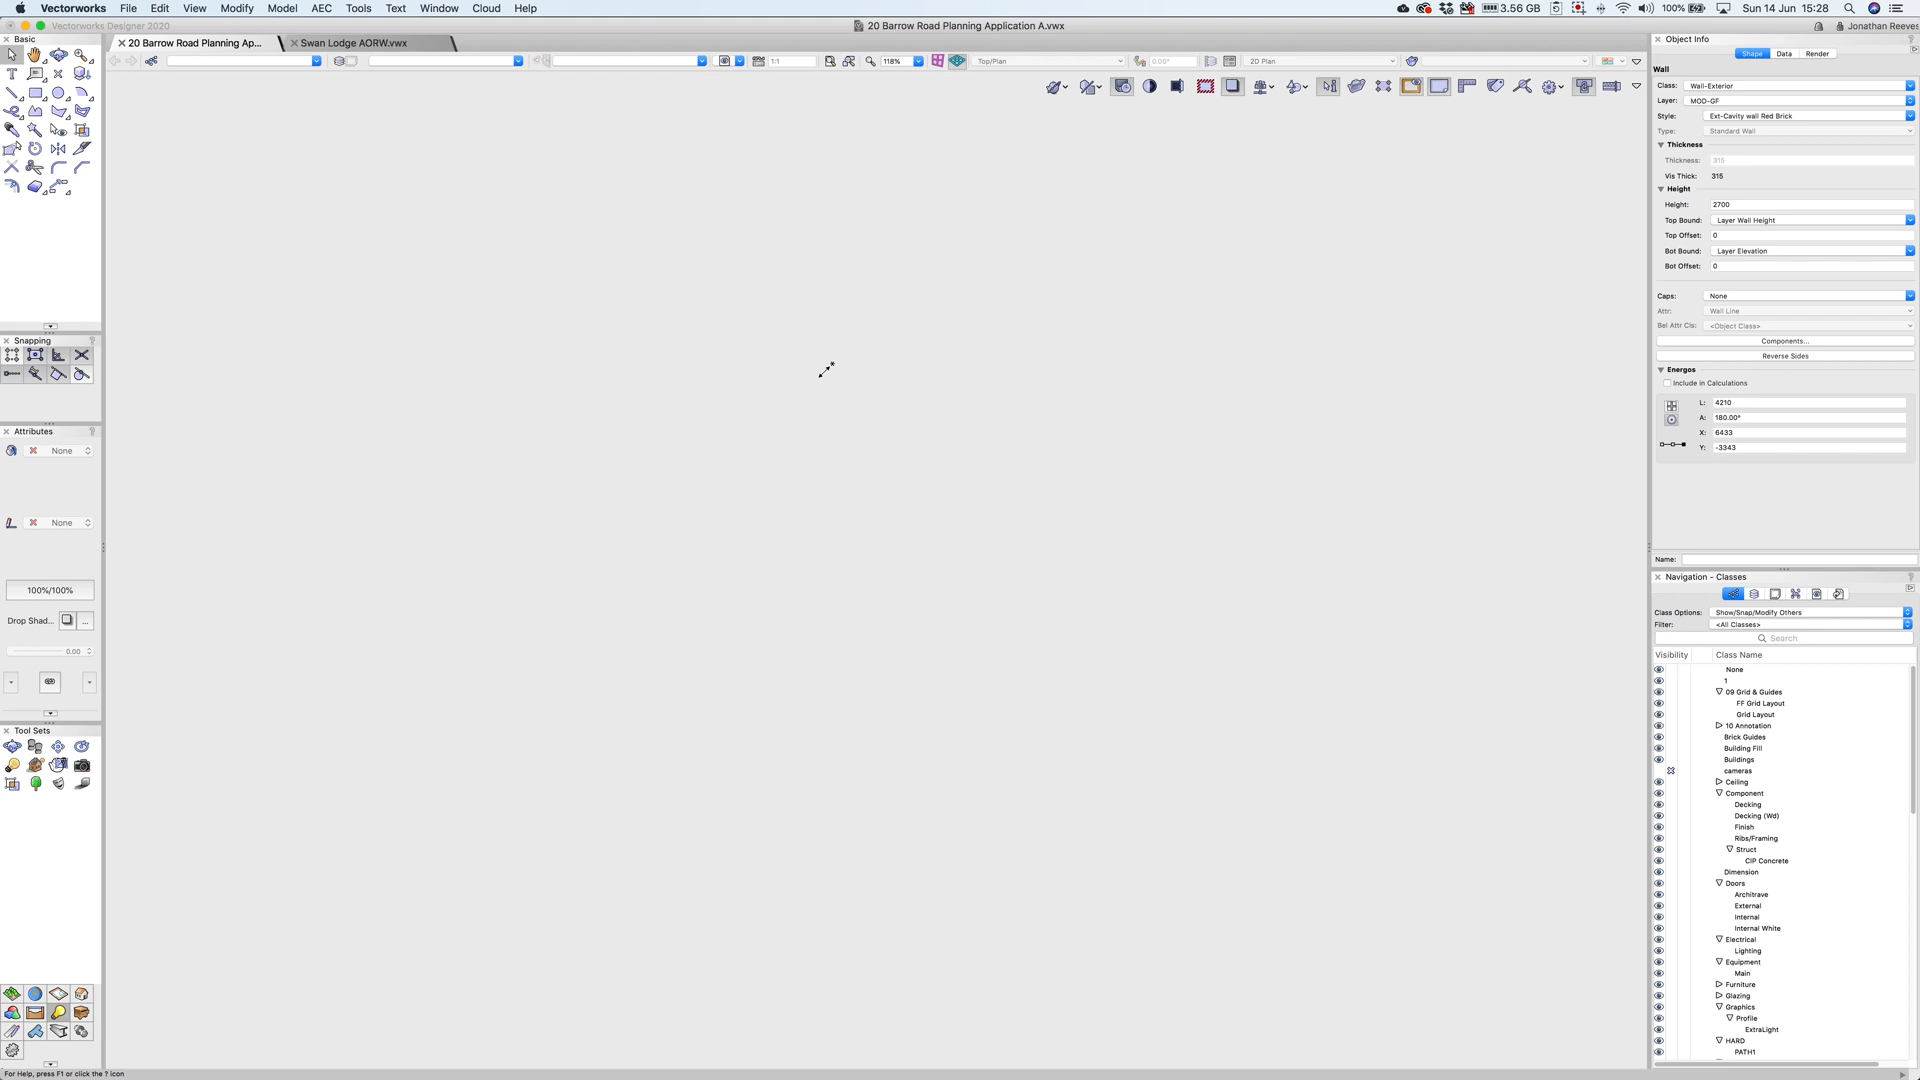 Vectorworks File Edit View Modify Model AEC Tools Text Window Cloud Help 3.56 GB 100% Sun 14 Jun 15:28
Vectorworks Designer 2020 20 Barrow Road Planning Application A.vwx Jonathan Reeves
Basic
20 Barrow Road Planning Ap... Swan Lodge AORW.vwx
1:1 118% Top/Plan 0.00° 2D Plan
Snapping
Attributes
None
None
100%/100%
Drop Shad... ...
0.00
Tool Sets
For Help, press F1 or click the ? icon
Object Info
Shape Data Render
Wall
Class: Wall-Exterior
Layer: MOD-GF
Style: Ext-Cavity wall Red Brick
Type: Standard Wall
Thickness
Thickness: 315
Vis Thick: 315
Height
Height: 2700
Top Bound: Layer Wall Height
Top Offset: 0
Bot Bound: Layer Elevation
Bot Offset: 0
Caps: None
Attr: Wall Line
Bel Attr Cls: <Object Class>
Components...
Reverse Sides
Energos
Include in Calculations
L: 4210
A: 180.00°
X: 6433
Y: -3343
Name:
Navigation - Classes
Class Options: Show/Snap/Modify Others
Filter: <All Classes>
Search
Visibility Class Name
None
1
09 Grid & Guides
FF Grid Layout
Grid Layout
10 Annotation
Brick Guides
Building Fill
Buildings
cameras
Ceiling
Component
Decking
Decking (Wd)
Finish
Ribs/Framing
Struct
CIP Concrete
Dimension
Doors
Architrave
External
Internal
Internal White
Electrical
Lighting
Equipment
Main
Furniture
Glazing
Graphics
Profile
ExtraLight
HARD
PATH1